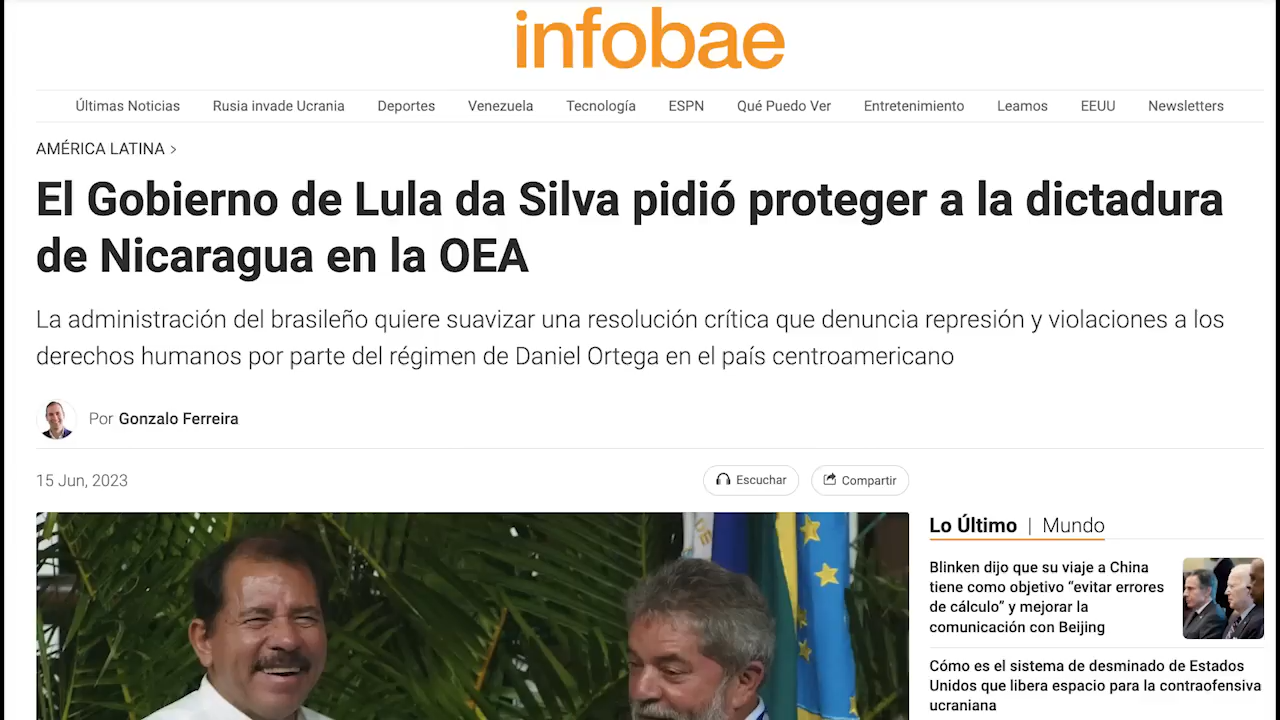 infobae
Últimas Noticias Rusia invade Ucrania Deportes Venezuela Tecnología ESPN Qué Puedo Ver Entretenimiento Leamos EEUU Newsletters
AMÉRICA LATINA >
El Gobierno de Lula da Silva pidió proteger a la dictadura
de Nicaragua en la OEA
La administración del brasileño quiere suavizar una resolución crítica que denuncia represión y violaciones a los
derechos humanos por parte del régimen de Daniel Ortega en el país centroamericano
Por Gonzalo Ferreira
15 Jun, 2023
Escuchar
Compartir
Lo Último | Mundo
Blinken dijo que su viaje a China
tiene como objetivo “evitar errores
de cálculo” y mejorar la
comunicación con Beijing
Cómo es el sistema de desminado de Estados
Unidos que libera espacio para la contraofensiva
ucraniana